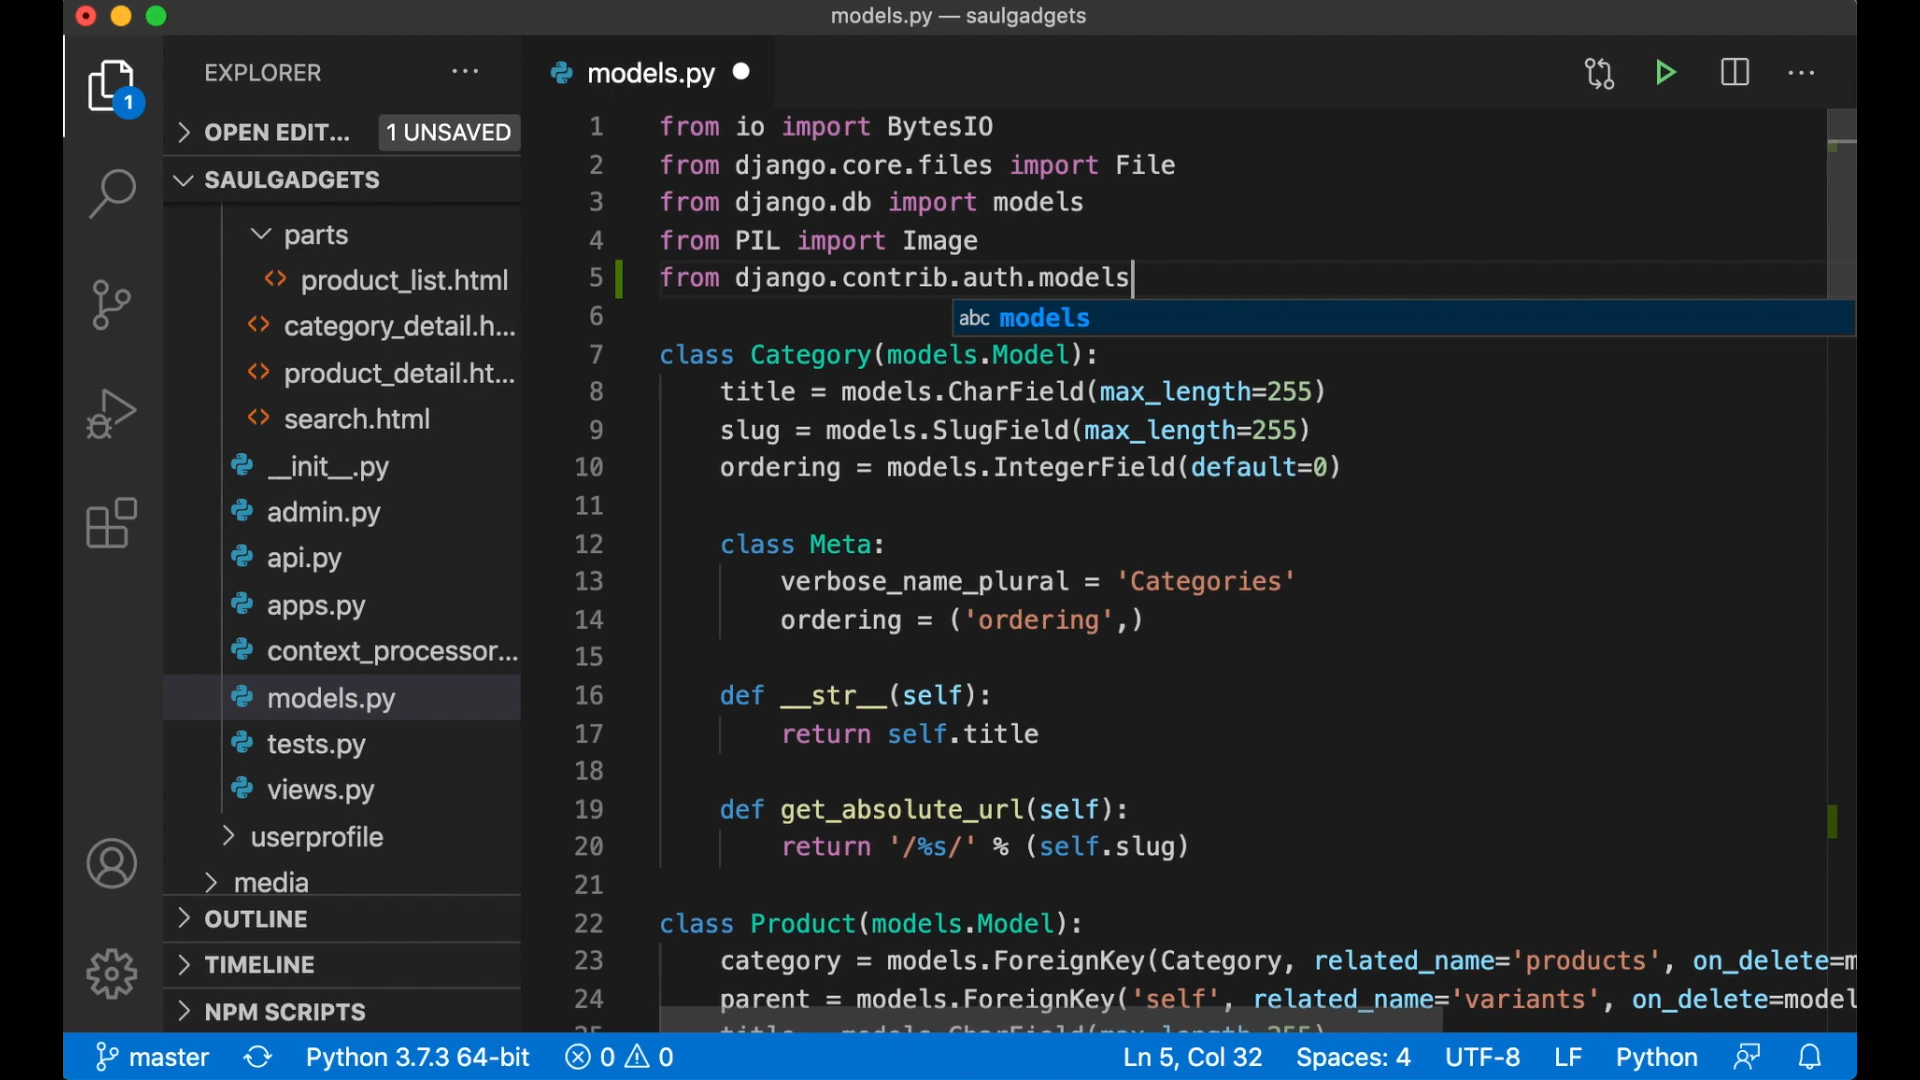 models.py — saulgadgets
EXPLORER
models.py
1
OPEN EDIT... 1 UNSAVED
SAULGADGETS
parts
product_list.html
category_detail.h...
product_detail.ht...
search.html
__init__.py
admin.py
api.py
apps.py
context_processor...
models.py
tests.py
views.py
userprofile
media
OUTLINE
TIMELINE
NPM SCRIPTS
1 from io import BytesIO
2 from django.core.files import File
3 from django.db import models
4 from PIL import Image
5 from django.contrib.auth.models
6
abc models
7 class Category(models.Model):
8 title = models.CharField(max_length=255)
9 slug = models.SlugField(max_length=255)
10 ordering = models.IntegerField(default=0)
11
12 class Meta:
13 verbose_name_plural = 'Categories'
14 ordering = ('ordering',)
15
16 def __str__(self):
17 return self.title
18
19 def get_absolute_url(self):
20 return '/%s/' % (self.slug)
21
22 class Product(models.Model):
23 category = models.ForeignKey(Category, related_name='products', on_delete=m
24 parent = models.ForeignKey('self', related_name='variants', on_delete=model
25 title = models.CharField(max_length=255)
master Python 3.7.3 64-bit 0 0 Ln 5, Col 32 Spaces: 4 UTF-8 LF Python